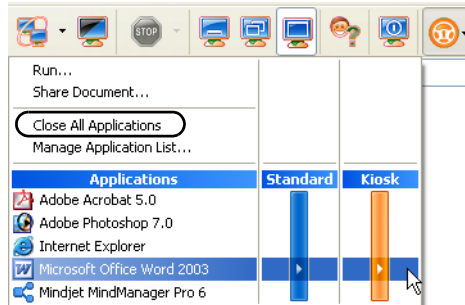 STOP
Run...
Share Document...
Close All Applications
Manage Application List...
Applications Standard Kiosk
Adobe Acrobat 5.0
Adobe Photoshop 7.0
Internet Explorer
Microsoft Office Word 2003
Mindjet MindManager Pro 6